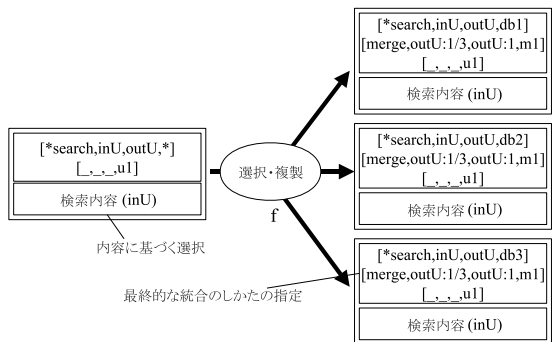 [*search,inU,outU,*]
[_,_,_,u1]
検索内容 (inU)
内容に基づく選択
選択・複製
f
[*search,inU,outU,db1]
[merge,outU:1/3,outU:1,m1]
[_,_,_,u1]
検索内容 (inU)
[*search,inU,outU,db2]
[merge,outU:1/3,outU:1,m1]
[_,_,_,u1]
検索内容 (inU)
[*search,inU,outU,db3]
[merge,outU:1/3,outU:1,m1]
[_,_,_,u1]
検索内容 (inU)
最終的な統合のしかたの指定